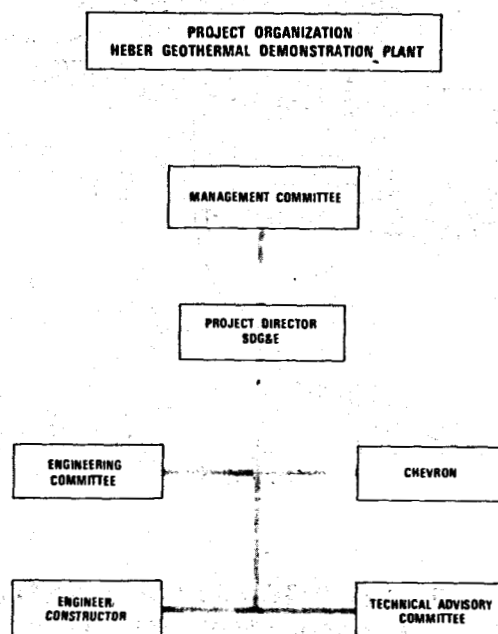 PROJECT ORGANIZATION
HEBER GEOTHERMAL DEMONSTRATION PLANT
MANAGEMENT COMMITTEE
PROJECT DIRECTOR
SDG&E
ENGINEERING
COMMITTEE
CHEVRON
ENGINEER
CONSTRUCTOR
TECHNICAL ADVISORY
COMMITTEE